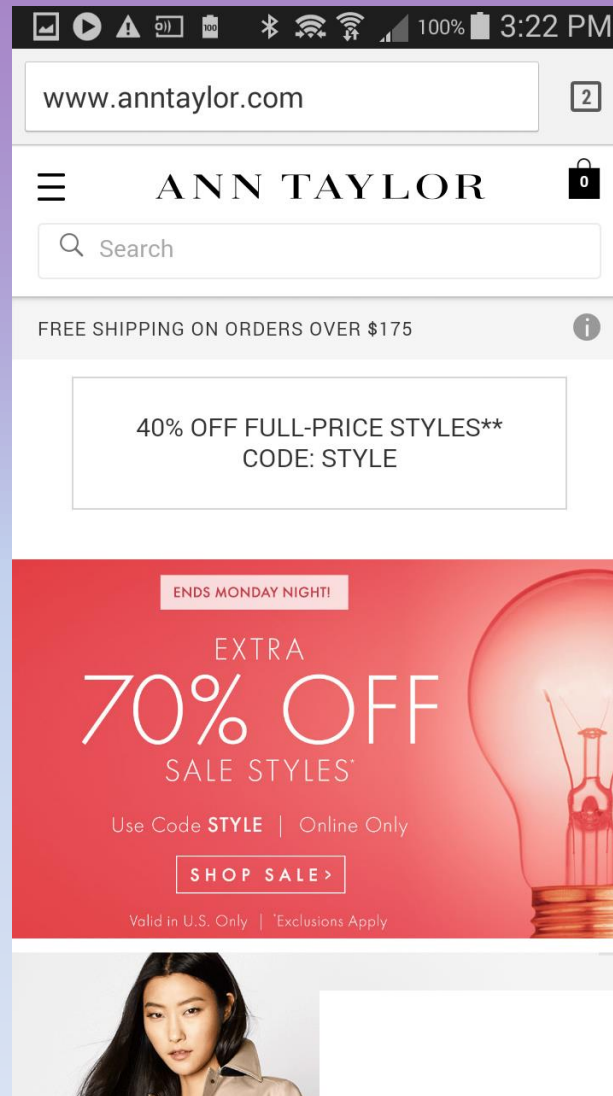 100
100% 3:22 PM
www.anntaylor.com
2
ANN TAYLOR
0
Search
FREE SHIPPING ON ORDERS OVER $175
i
40% OFF FULL-PRICE STYLES**
CODE: STYLE
ENDS MONDAY NIGHT!
EXTRA
70% OFF
SALE STYLES*
Use Code STYLE | Online Only
SHOP SALE>
Valid in U.S. Only | *Exclusions Apply